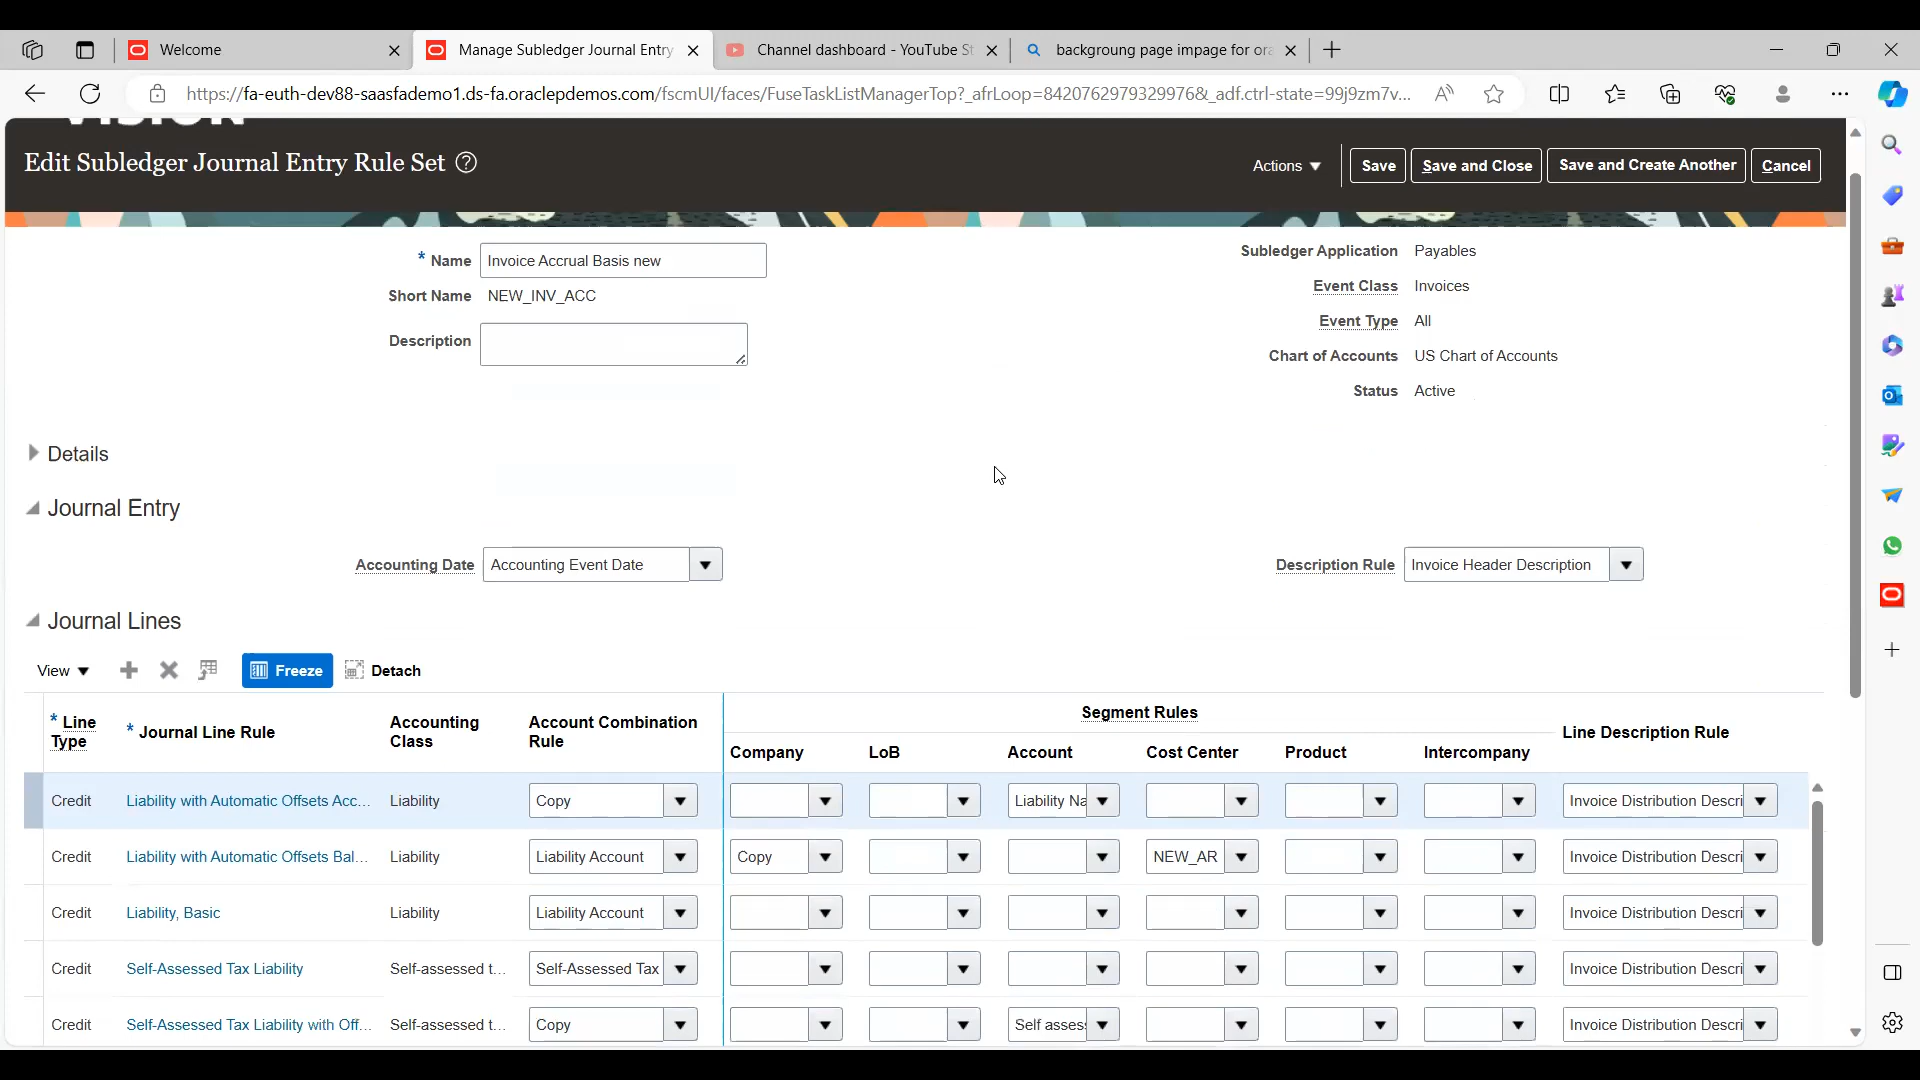 Welcome
Manage Subledger Journal Entry
Channel dashboard - YouTube St
backgroung page impage for ora
https://fa-euth-dev88-saasfademo1.ds-fa.oraclepdemos.com/fscmUI/faces/FuseTaskListManagerTop?_afrLoop=84207629793299768&_adf.ctrl-state=99j9zm7v...
VISION
Edit Subledger Journal Entry Rule Set
Actions Save Save and Close Save and Create Another Cancel
* Name Invoice Accrual Basis new
Short Name NEW_INV_ACC
Description
Subledger Application Payables
Event Class Invoices
Event Type All
Chart of Accounts US Chart of Accounts
Status Active
Details
Journal Entry
Accounting Date Accounting Event Date
Description Rule Invoice Header Description
Journal Lines
View Freeze Detach
* Line Type * Journal Line Rule Accounting Class Account Combination Rule Segment Rules Line Description Rule
Company LoB Account Cost Center Product Intercompany
Credit Liability with Automatic Offsets Acc... Liability Copy Liability Na Invoice Distribution Descri
Credit Liability with Automatic Offsets Bal... Liability Liability Account Copy NEW_AR Invoice Distribution Descri
Credit Liability, Basic Liability Liability Account Invoice Distribution Descri
Credit Self-Assessed Tax Liability Self-assessed t... Self-Assessed Tax Invoice Distribution Descri
Credit Self-Assessed Tax Liability with Off... Self-assessed t... Copy Self asses Invoice Distribution Descri